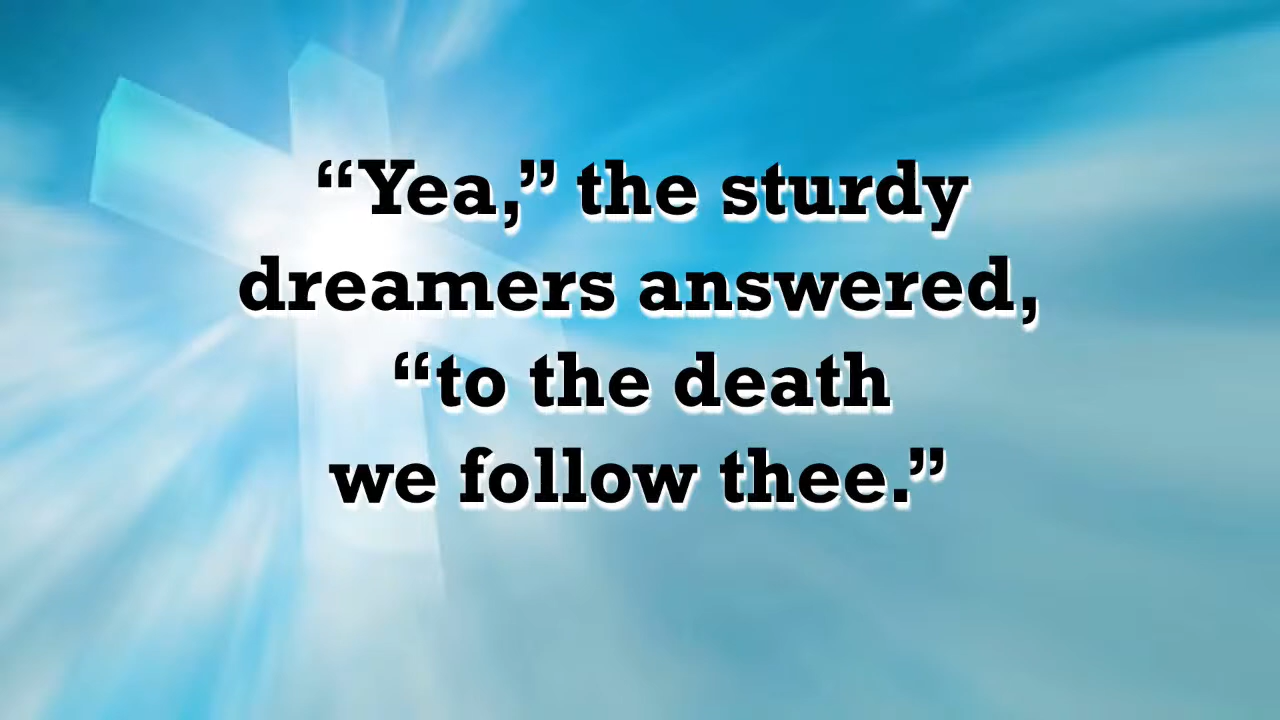 “Yea,” the sturdy
dreamers answered,
“to the death
we follow thee.”